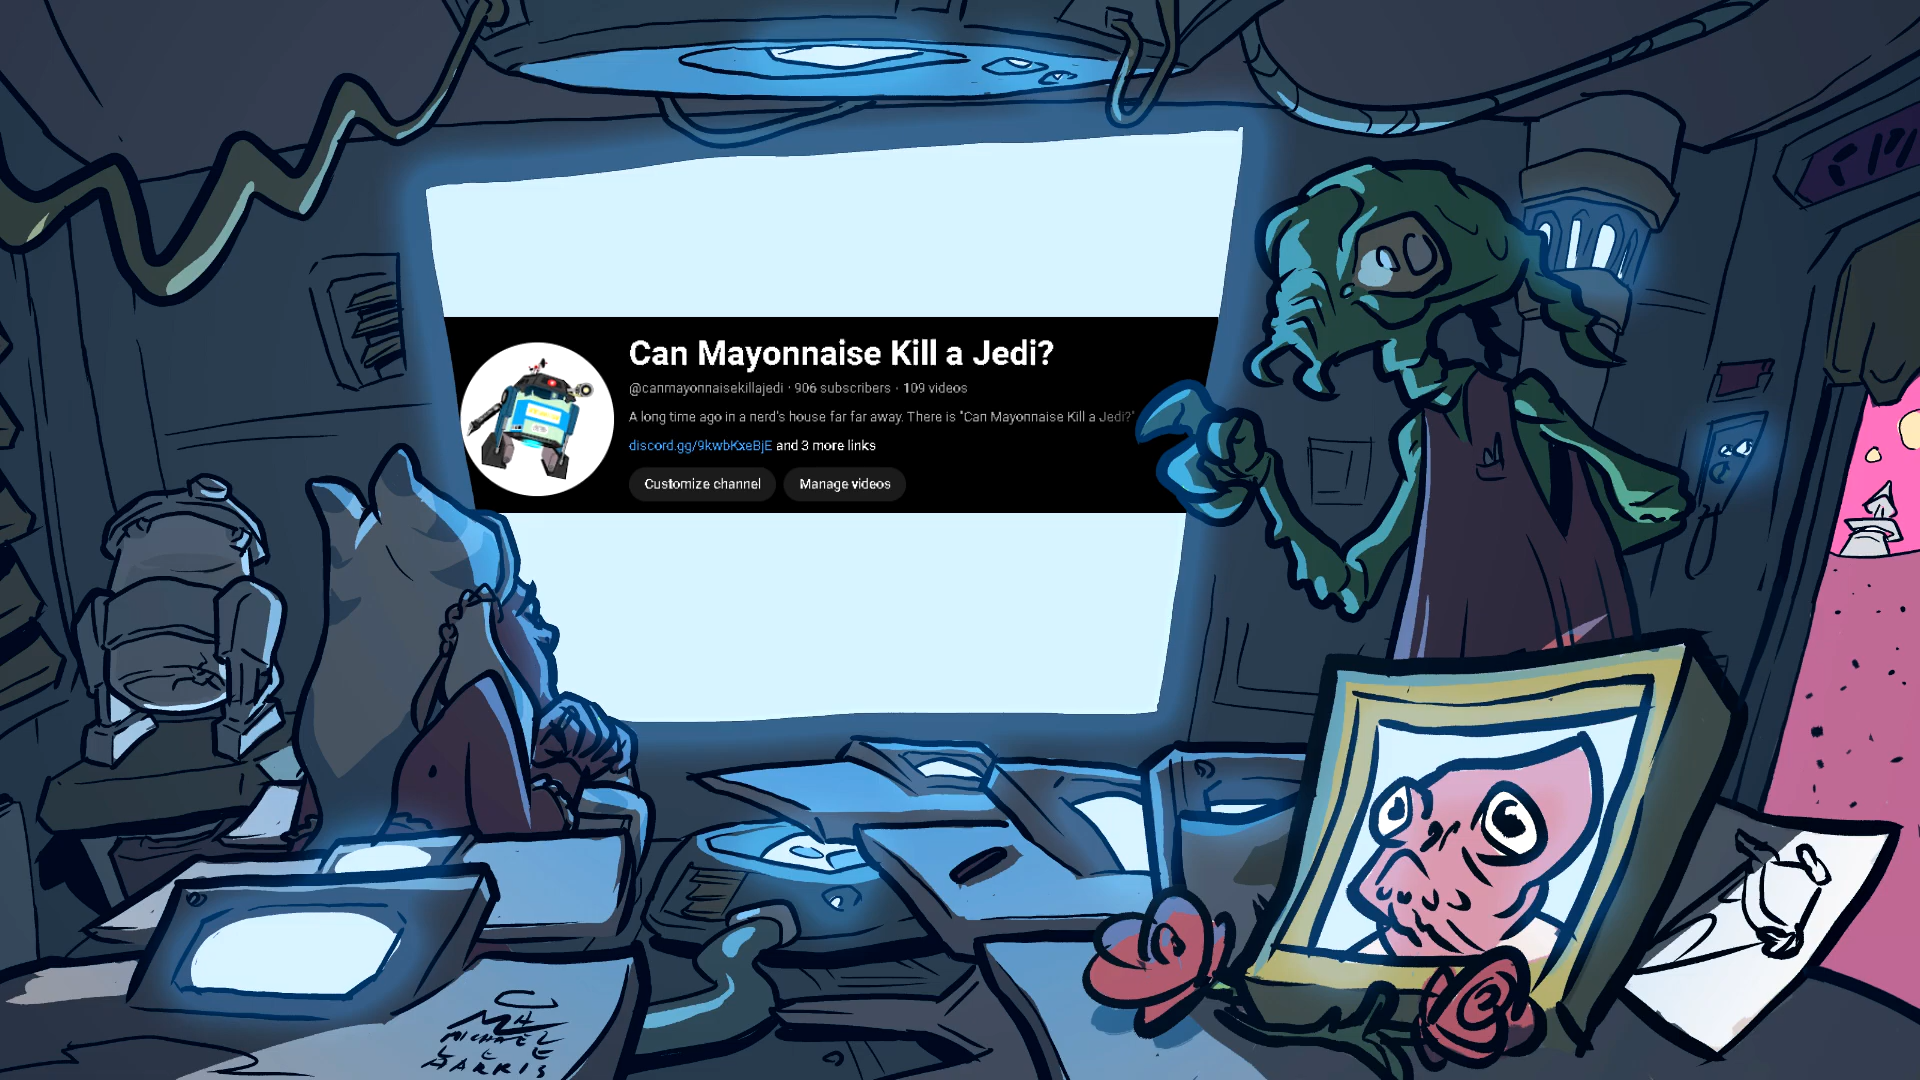 Can Mayonnaise Kill a Jedi?
@canmayonnaisekillajedi · 906 subscribers · 109 videos
A long time ago in a nerd's house far far away. There is "Can Mayonnaise Kill a Jedi?"
discord.gg/9kwbKxeBjE and 3 more links
Customize channel
Manage videos
MICHAEL
LEE
HARRIS